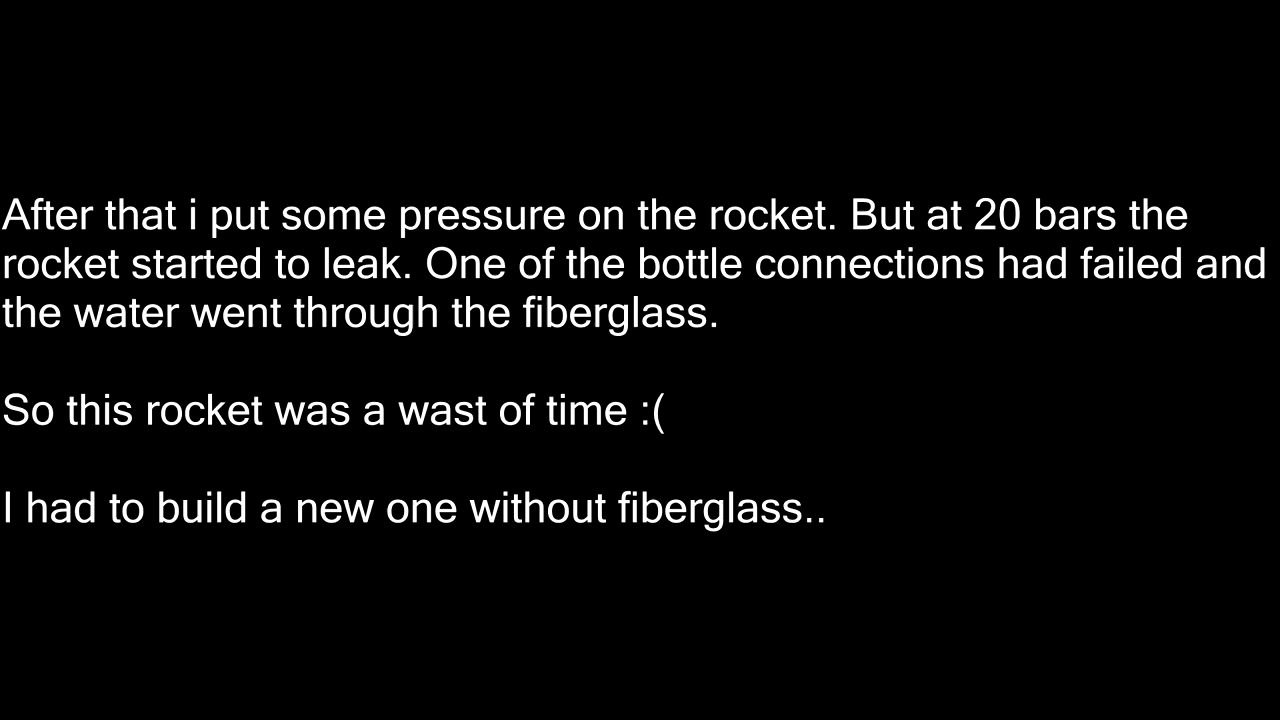 After that i put some pressure on the rocket. But at 20 bars the
rocket started to leak. One of the bottle connections had failed and
the water went through the fiberglass.
So this rocket was a wast of time :(
I had to build a new one without fiberglass..